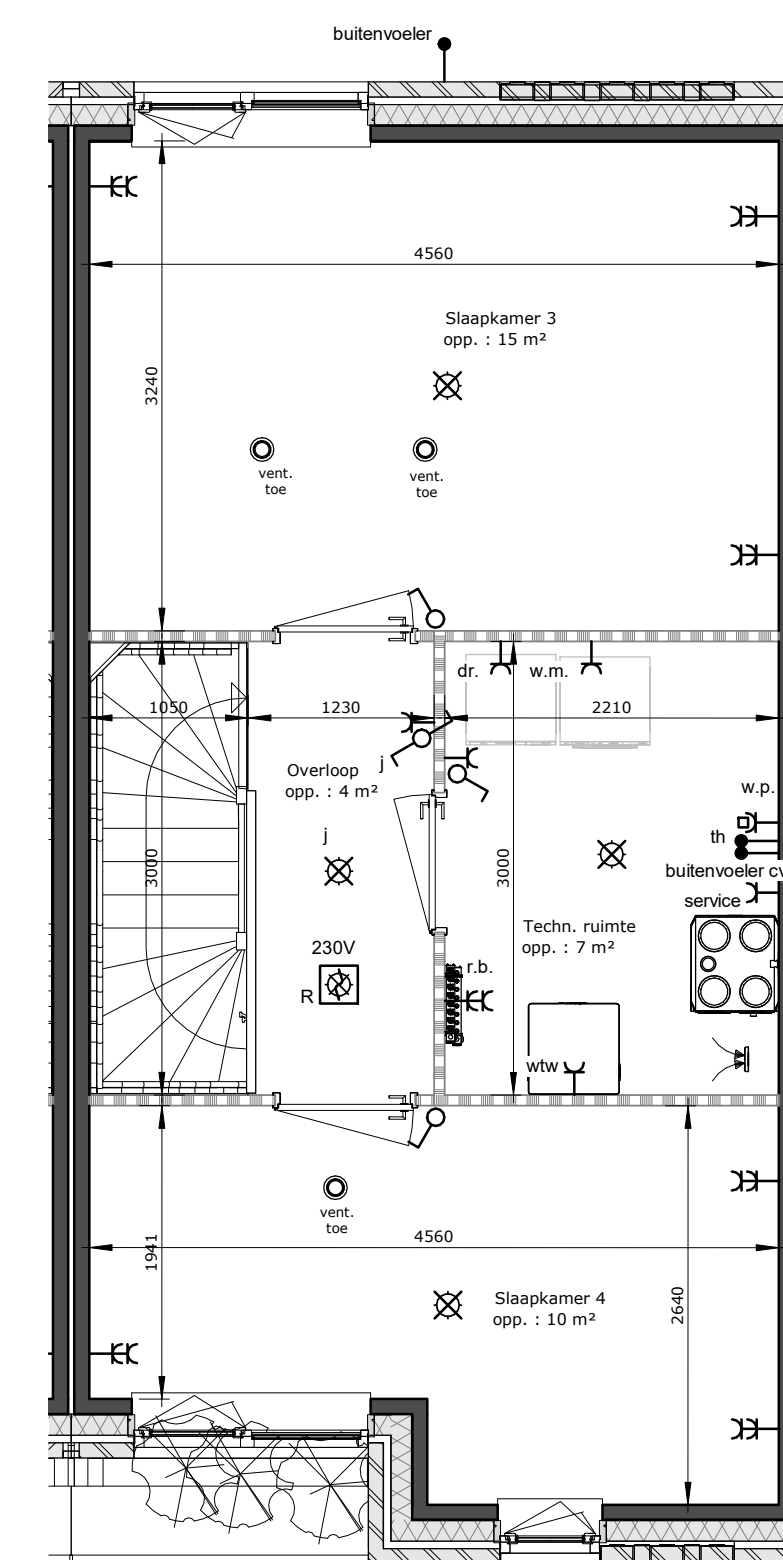 buitenvoeler
4560
Slaapkamer 3
opp. : 15 m²
3240
vent.
toe
vent.
toe
dr.
w.m.
1050
1230
2210
Overloop
opp. : 4 m²
j
w.p.
j
th
3000
3000
buitenvoeler cv
service
Techn. ruimte
opp. : 7 m²
230V
r.b.
R
wtw
vent.
toe
4560
1941
Slaapkamer 4
opp. : 10 m²
2640